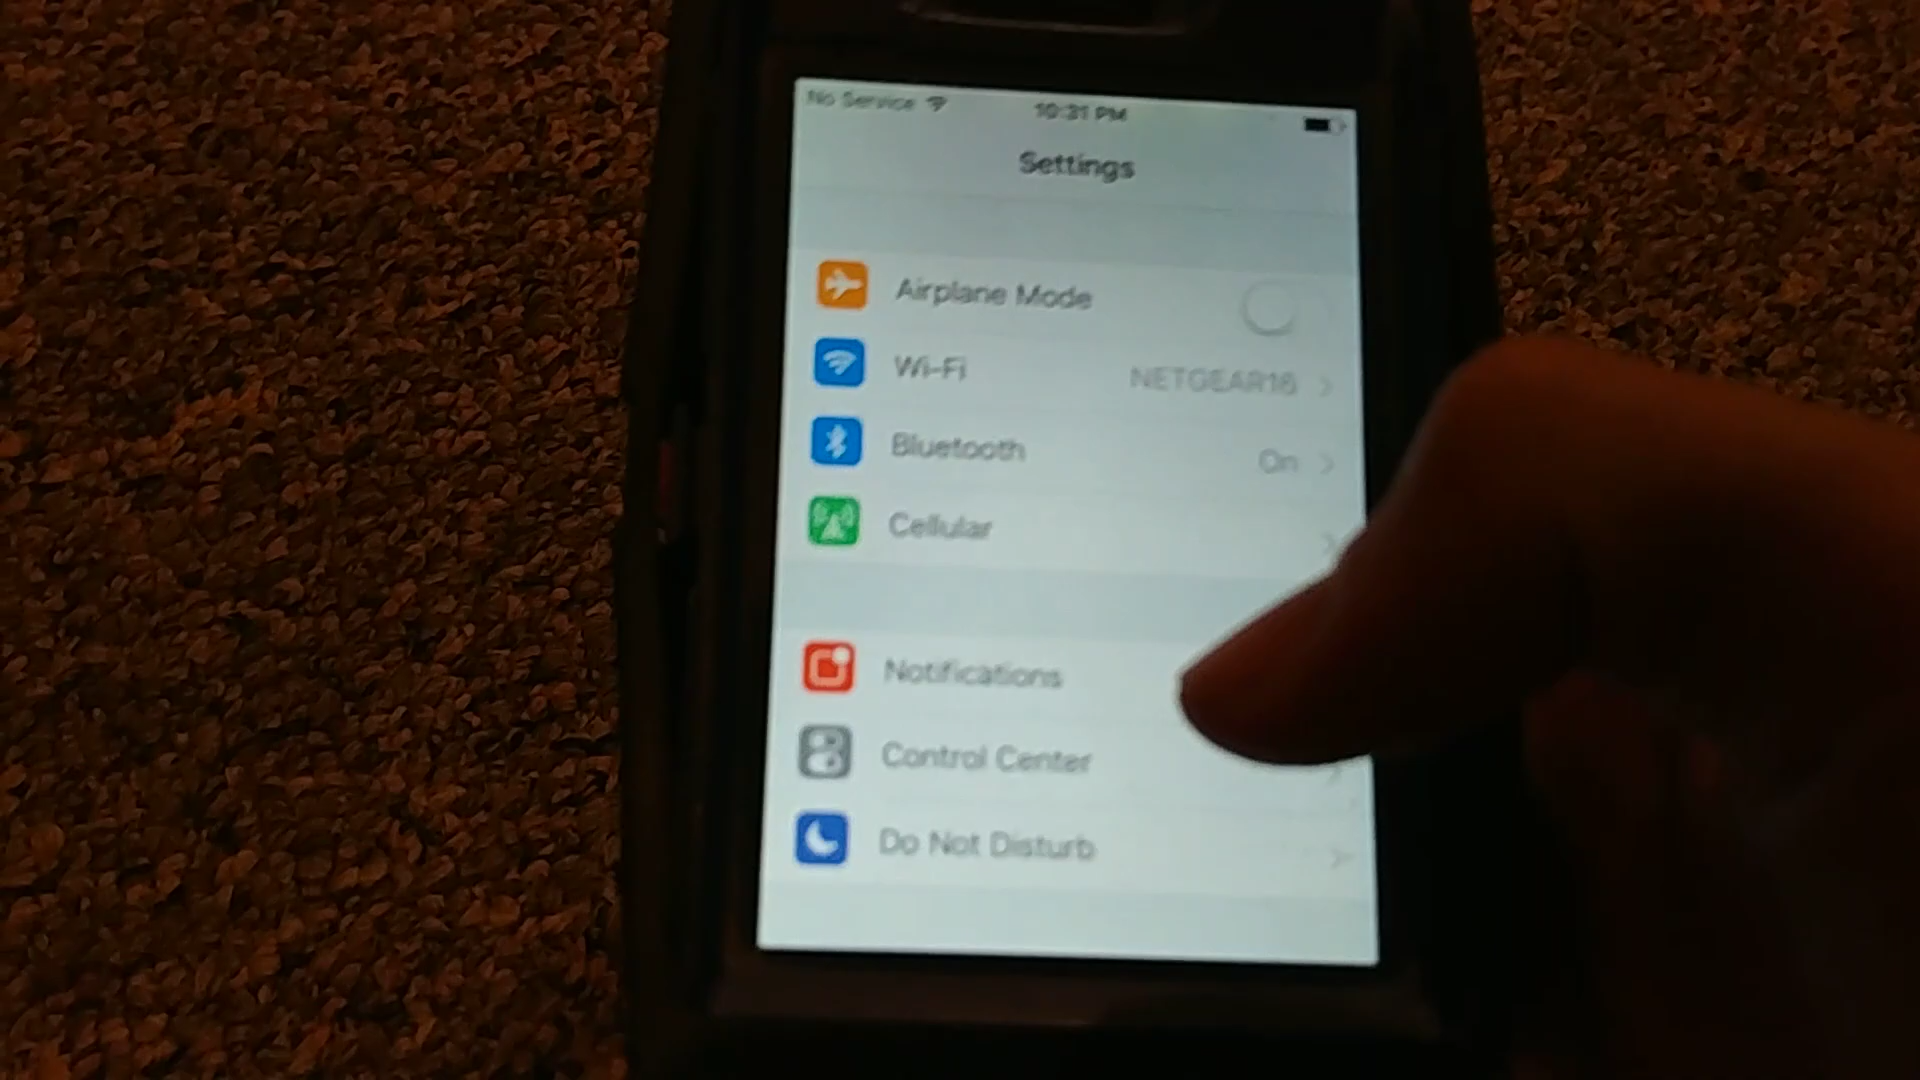 No Service 10:31 PM
Settings
Airplane Mode
Wi-Fi NETGEAR16
Bluetooth On
Cellular
Notifications
Control Center
Do Not Disturb